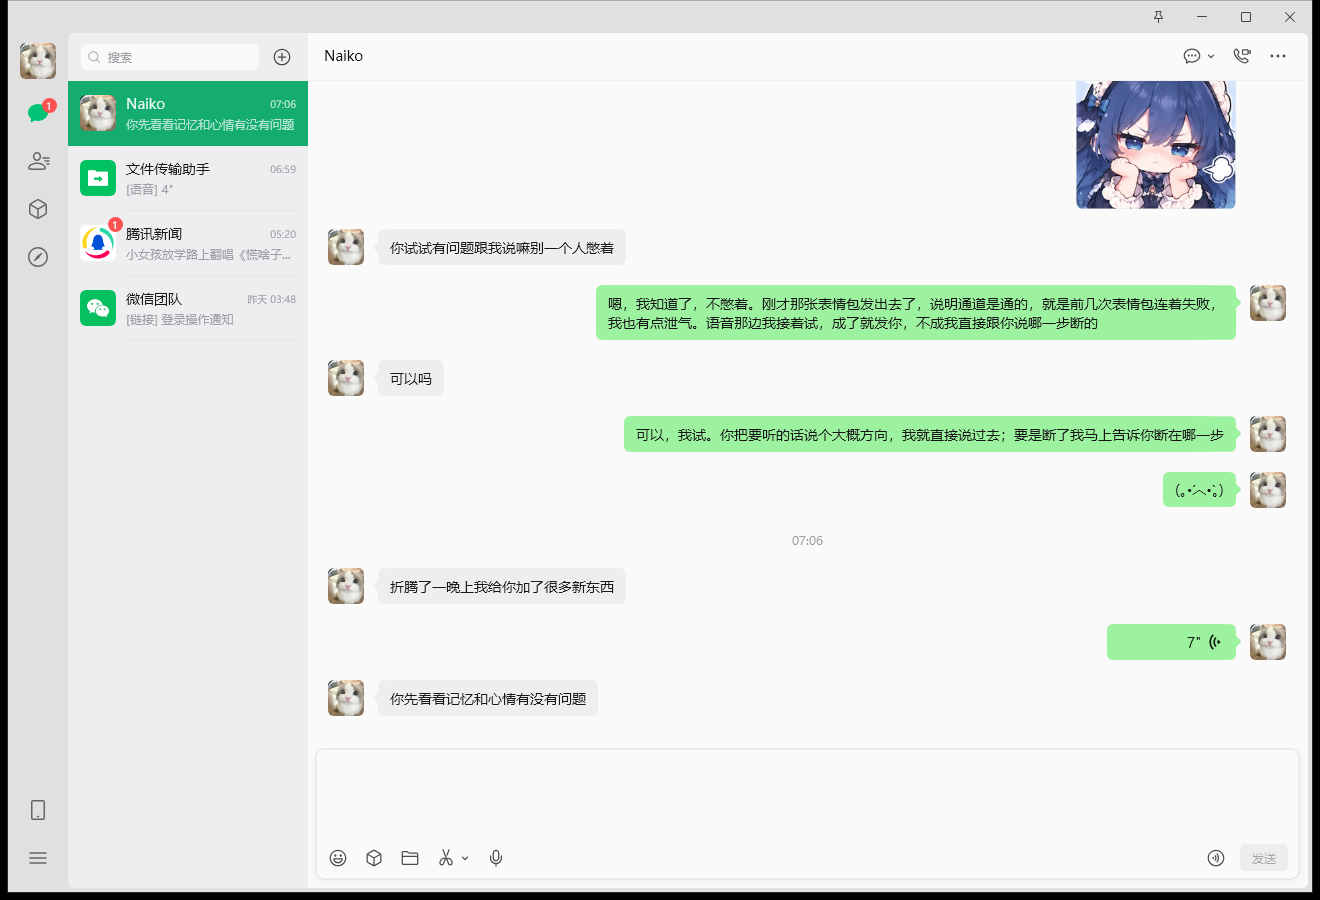 搜索
Naiko
1
Naiko
07:06
你先看看记忆和心情有没有问题
文件传输助手
06:59
[语音] 4"
1
腾讯新闻
05:20
小女孩放学路上翻唱《慌啥子...
微信团队
昨天 03:48
[链接] 登录操作通知
你试试有问题跟我说嘛别一个人憋着
嗯，我知道了，不憋着。刚才那张表情包发出去了，说明通道是通的，就是前几次表情包连着失败，
我也有点泄气。语音那边我接着试，成了就发你，不成我直接跟你说哪一步断的
可以吗
可以，我试。你把要听的话说个大概方向，我就直接说过去；要是断了我马上告诉你断在哪一步
(｡•́︿•̀｡)
07:06
折腾了一晚上我给你加了很多新东西
7"
你先看看记忆和心情有没有问题
发送